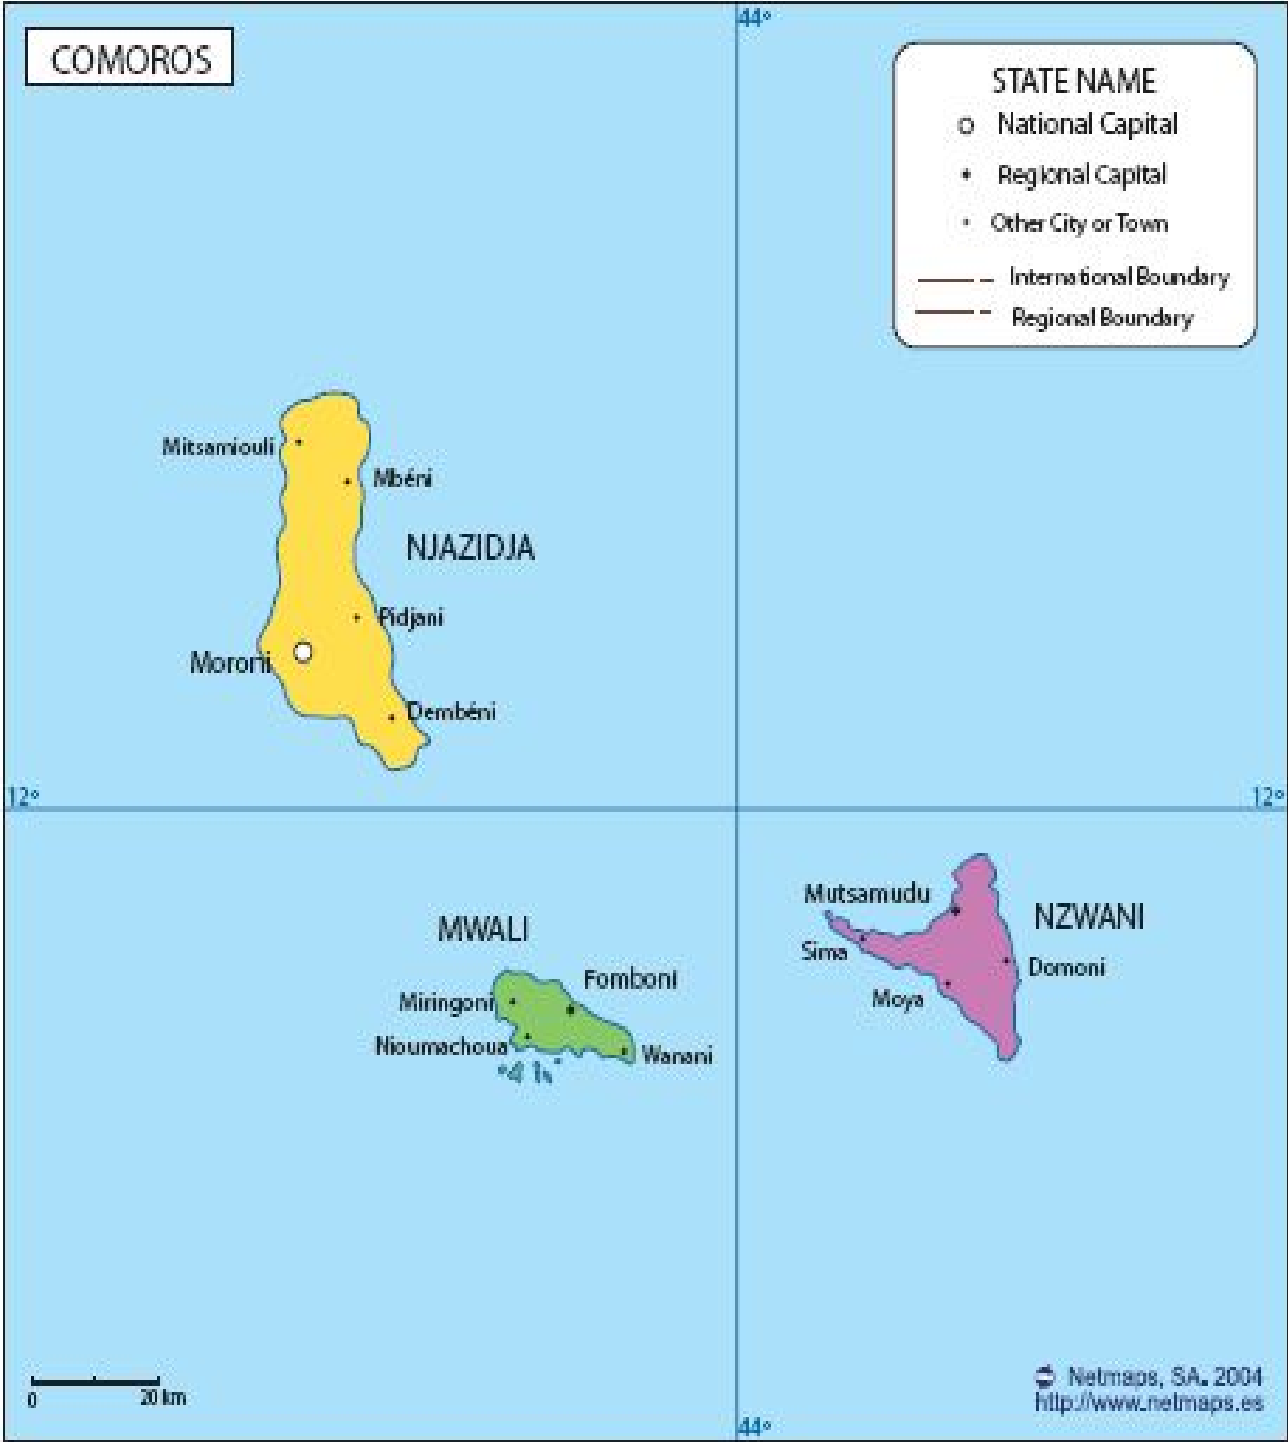 44°
COMOROS
STATE NAME
National Capital
Regional Capital
Other City or Town
International Boundary
Regional Boundary
Mitsamiouli
Mbéni
NJAZIDJA
Pidjani
Moroni
Dembéni
12°
12°
Mutsamudu
NZWANI
MWALI
Sima
Domoni
Fomboni
Miringoni
Moya
Nioumachoua
Wanani
0
20 km
© Netmaps, SA. 2004
http://www.netmaps.es
44°